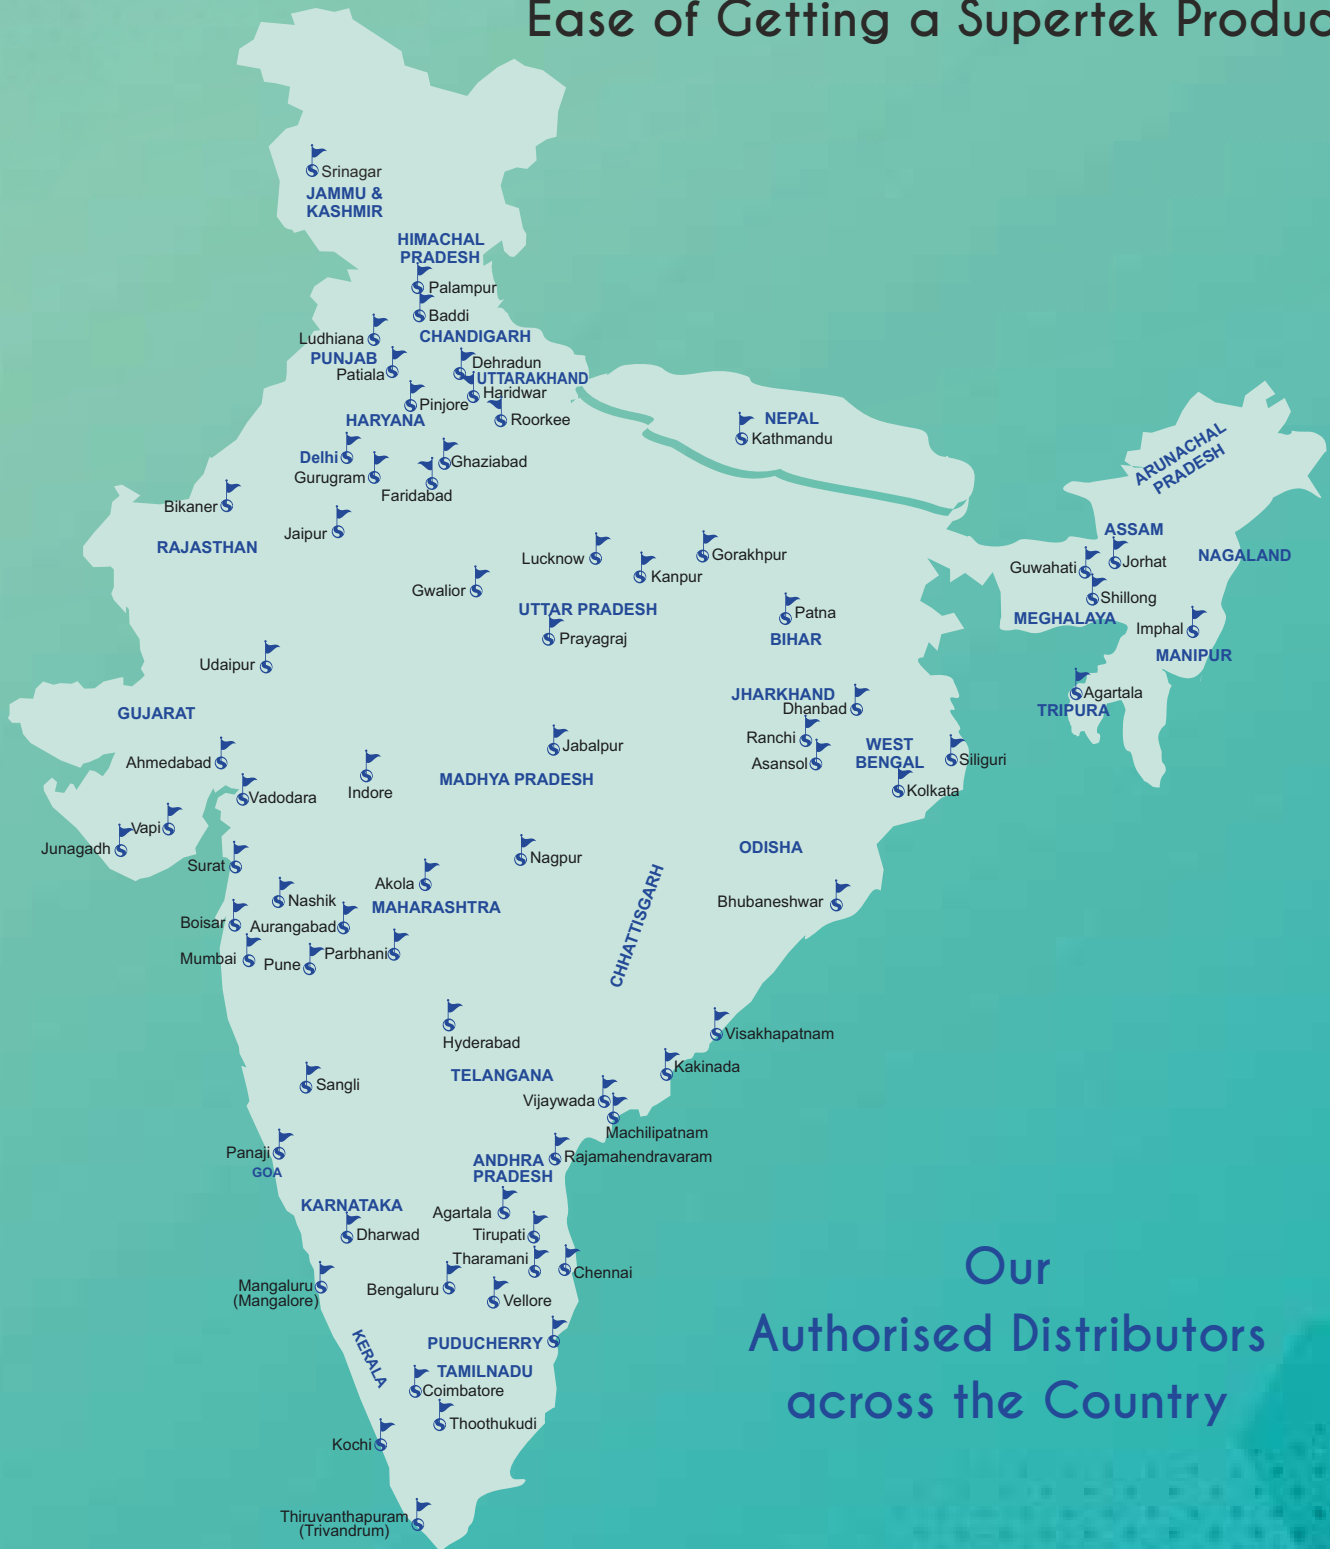 Ease of Getting a Supertek Produc
Srinagar
JAMMU &
KASHMIR
HIMACHAL
PRADESH
Palampur
Baddi
Ludhiana
CHANDIGARH
PUNJAB
Dehradun
Patiala
UTTARAKHAND
Haridwar
Pinjore
HARYANA
Roorkee
NEPAL
Kathmandu
Delhi
Ghaziabad
Gurugram
Faridabad
ARUNACHAL
PRADESH
Bikaner
Jaipur
RAJASTHAN
Lucknow
Gorakhpur
Kanpur
Gwalior
UTTAR PRADESH
Prayagraj
Patna
BIHAR
ASSAM
NAGALAND
Guwahati
Jorhat
Shillong
MEGHALAYA
Imphal
MANIPUR
Udaipur
Agartala
TRIPURA
JHARKHAND
Dhanbad
GUJARAT
Ranchi
WEST
BENGAL
Asansol
Siliguri
Kolkata
Ahmedabad
Jabalpur
MADHYA PRADESH
Indore
Vadodara
Vapi
Junagadh
Surat
ODISHA
Nagpur
Akola
Nashik
MAHARASHTRA
CHHATTISGARH
Bhubaneshwar
Boisar
Aurangabad
Mumbai
Pune
Parbhani
Hyderabad
Visakhapatnam
Kakinada
TELANGANA
Sangli
Vijaywada
Machilipatnam
Panaji
GOA
Rajamahendravaram
ANDHRA
PRADESH
KARNATAKA
Agartala
Dharwad
Tirupati
Tharamani
Chennai
Mangaluru
(Mangalore)
Bengaluru
Vellore
KERALA
PUDUCHERRY
TAMILNADU
Coimbatore
Thoothukudi
Kochi
Thiruvanthapuram
(Trivandrum)
Our
Authorised Distributors
across the Country